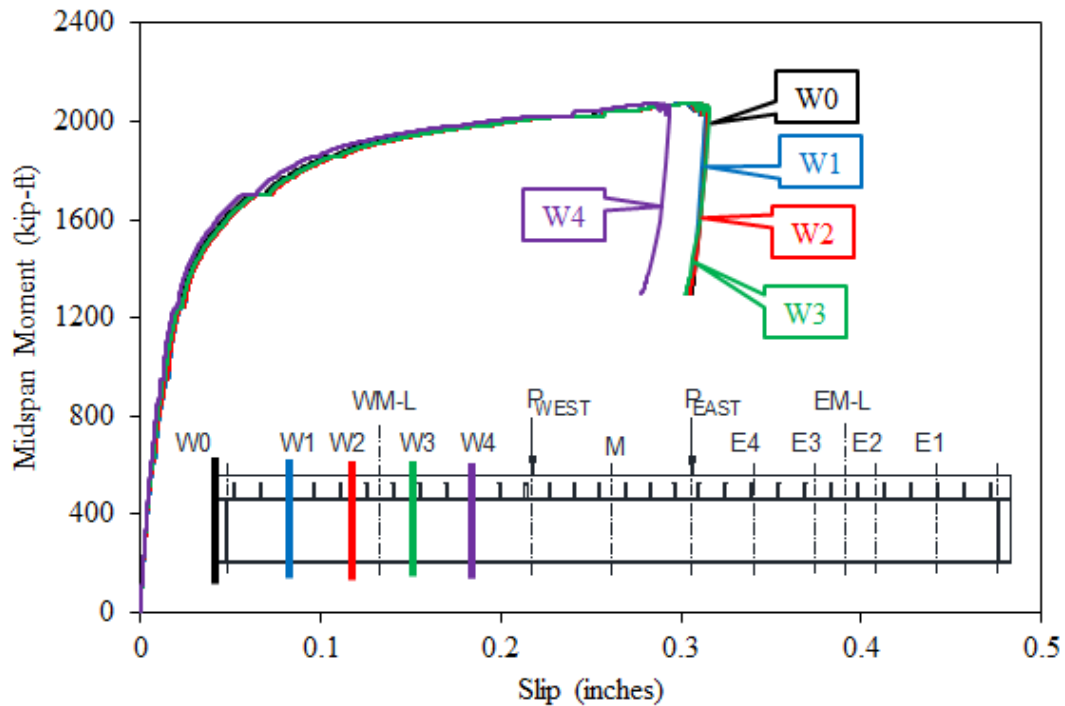 2400
2000
1600
1200
800
400
0
Midspan Moment (kip-ft)
W0
W1
W4
W2
W3
WM-L
PWEST
PEAST
EM-L
W0
W1
W2
W3
W4
M
E4
E3
E2
E1
0
0.1
0.2
0.3
0.4
0.5
Slip (inches)